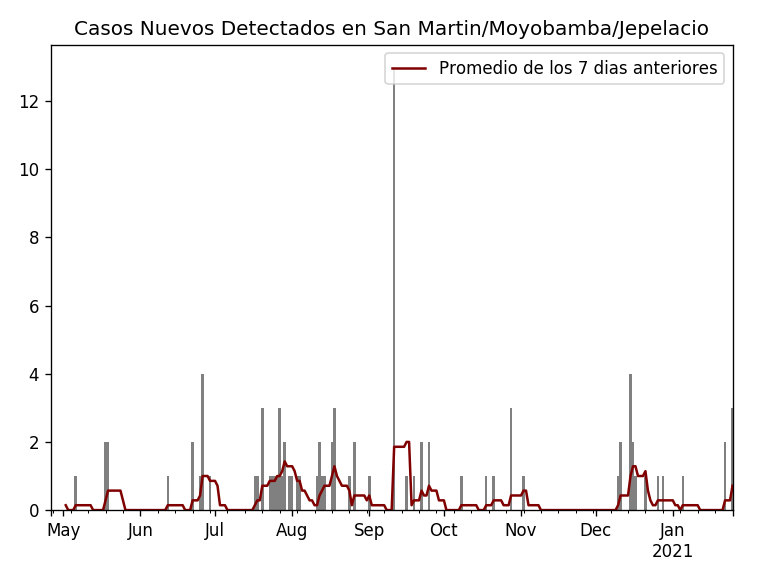 Casos Nuevos Detectados en San Martin/Moyobamba/Jepelacio
Promedio de los 7 dias anteriores
12
10
8
6
4
2
0
May Jun Jul Aug Sep Oct Nov Dec Jan
2021